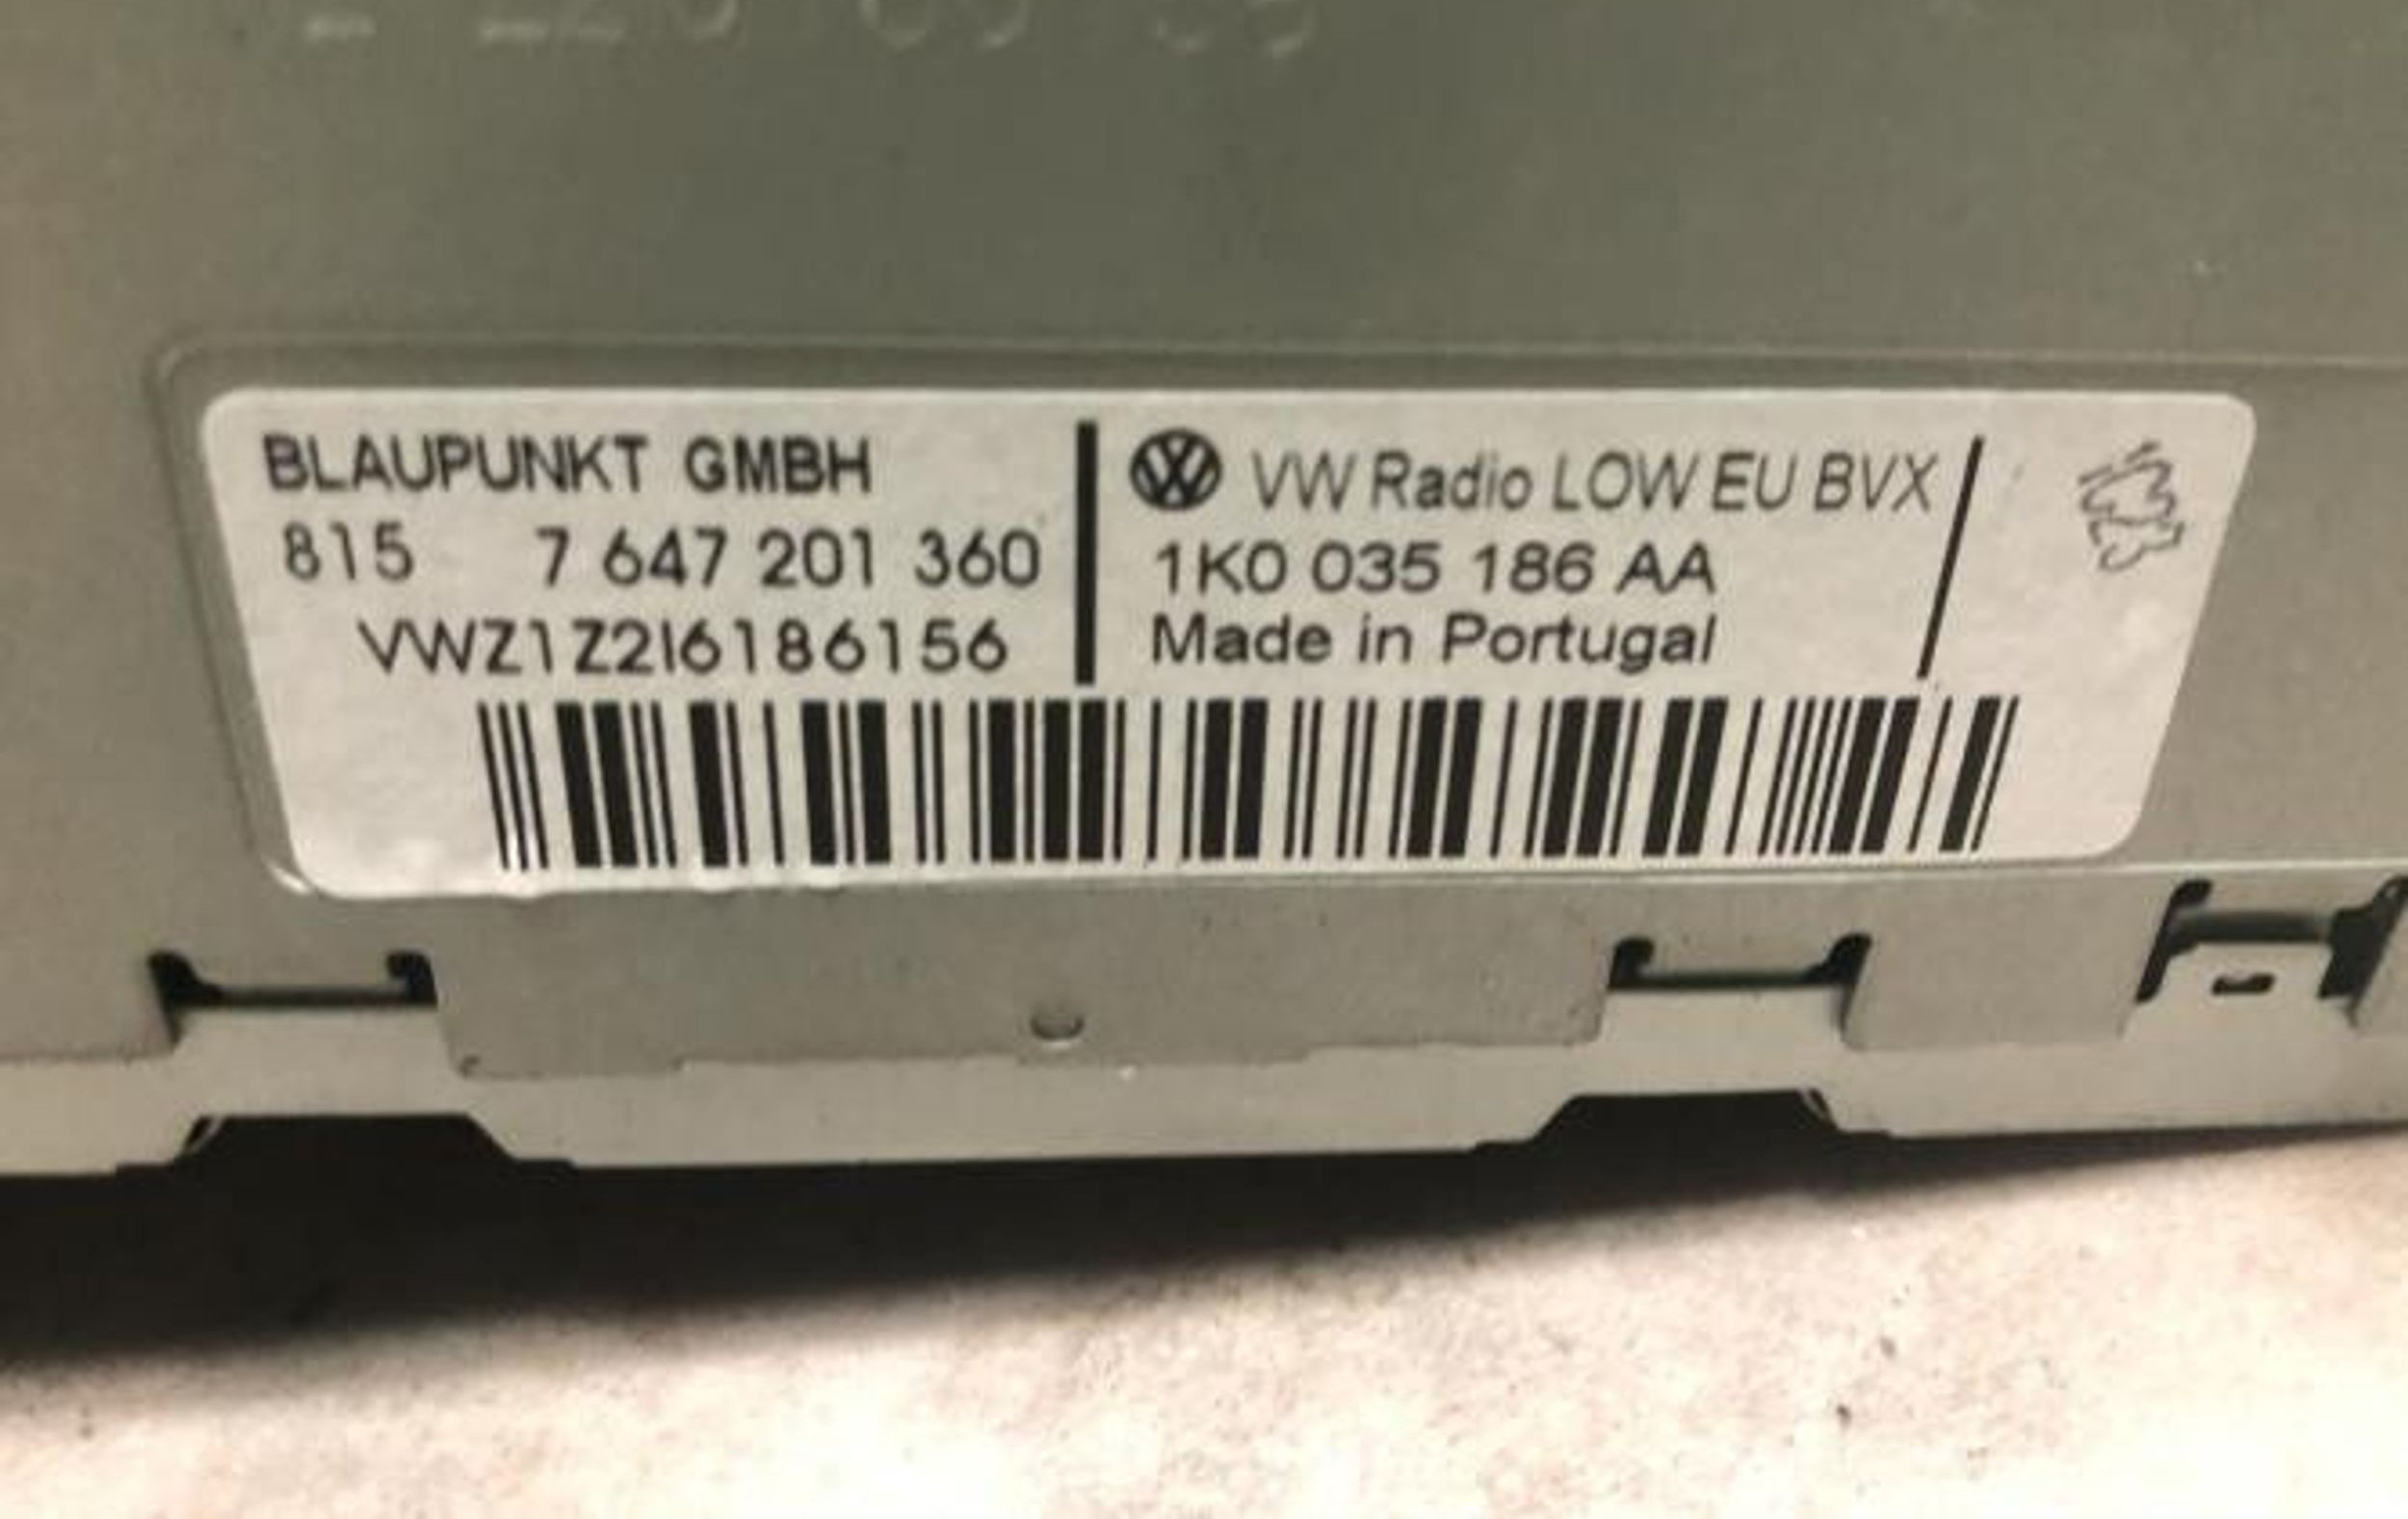 BLAUPUNKT GMBH
815 7 647 201 360
VWZ1Z2I6186156
VW Radio LOW EU BVX
1K0 035 186 AA
Made in Portugal